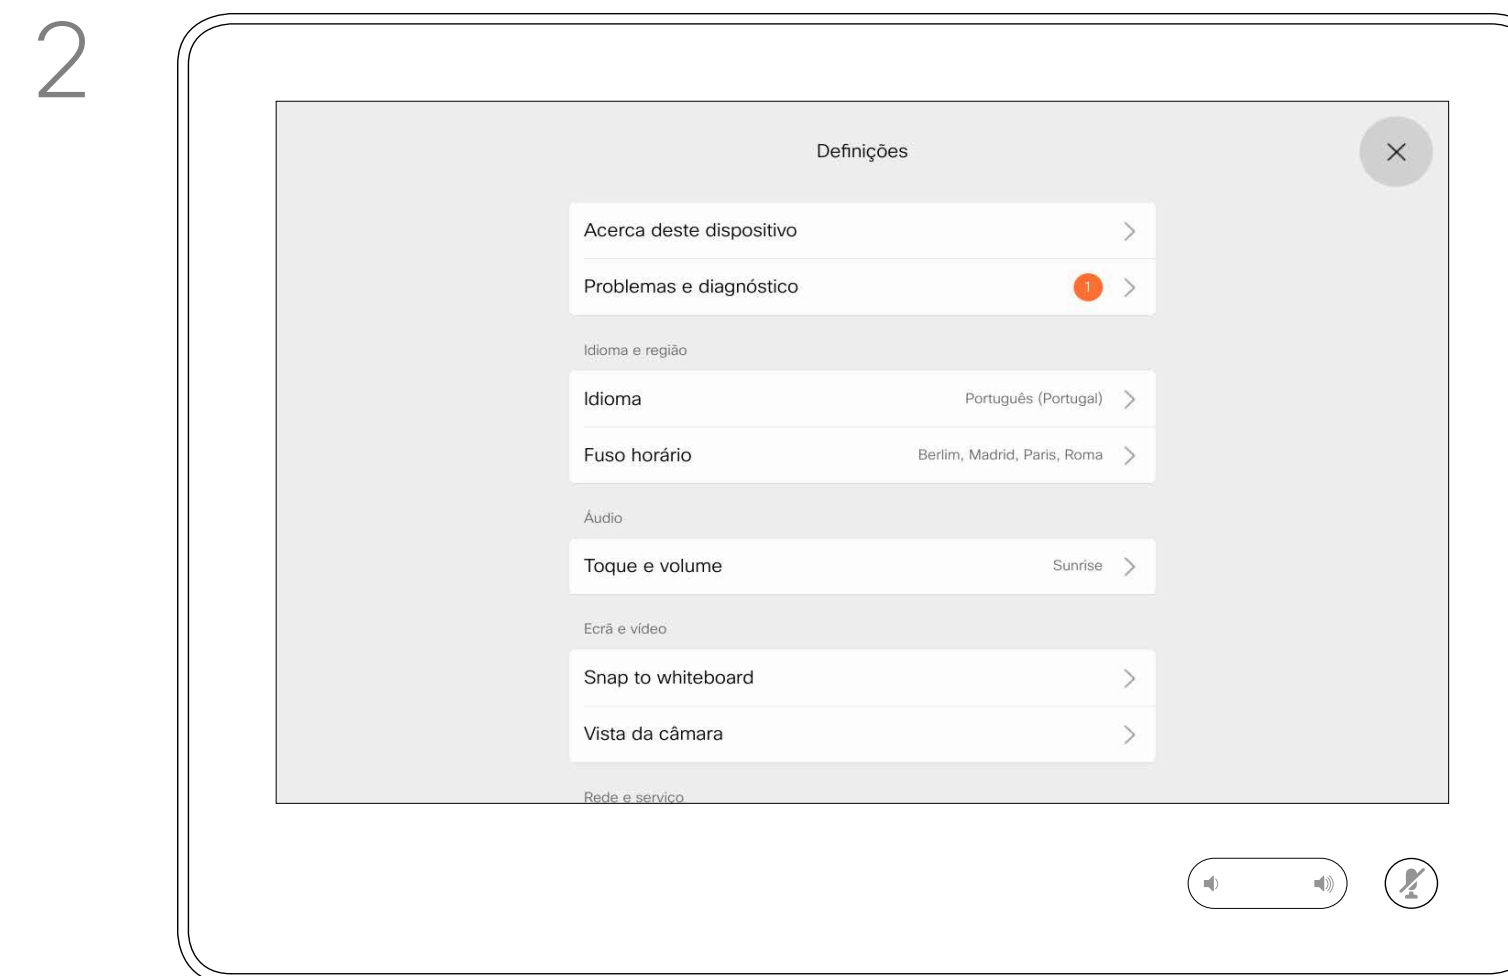 2
Definições
Acerca deste dispositivo
Problemas e diagnóstico 1
Idioma e região
Idioma Português (Portugal)
Fuso horário Berlim, Madrid, Paris, Roma
Áudio
Toque e volume Sunrise
Ecrã e vídeo
Snap to whiteboard
Vista da câmara
Rede e serviço